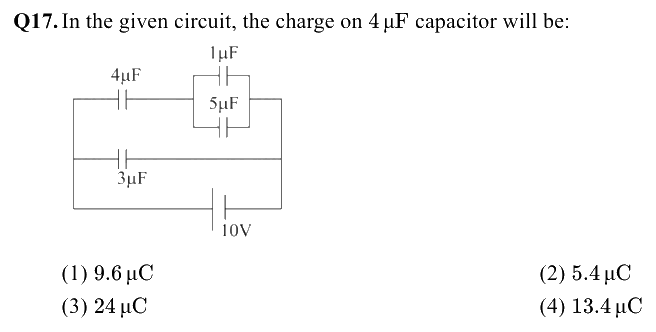 Q17. In the given circuit, the charge on 4 μF capacitor will be:
1μF
4μF
5μF
3μF
10V
(1) 9.6 μC
(2) 5.4 μC
(3) 24 μC
(4) 13.4 μC